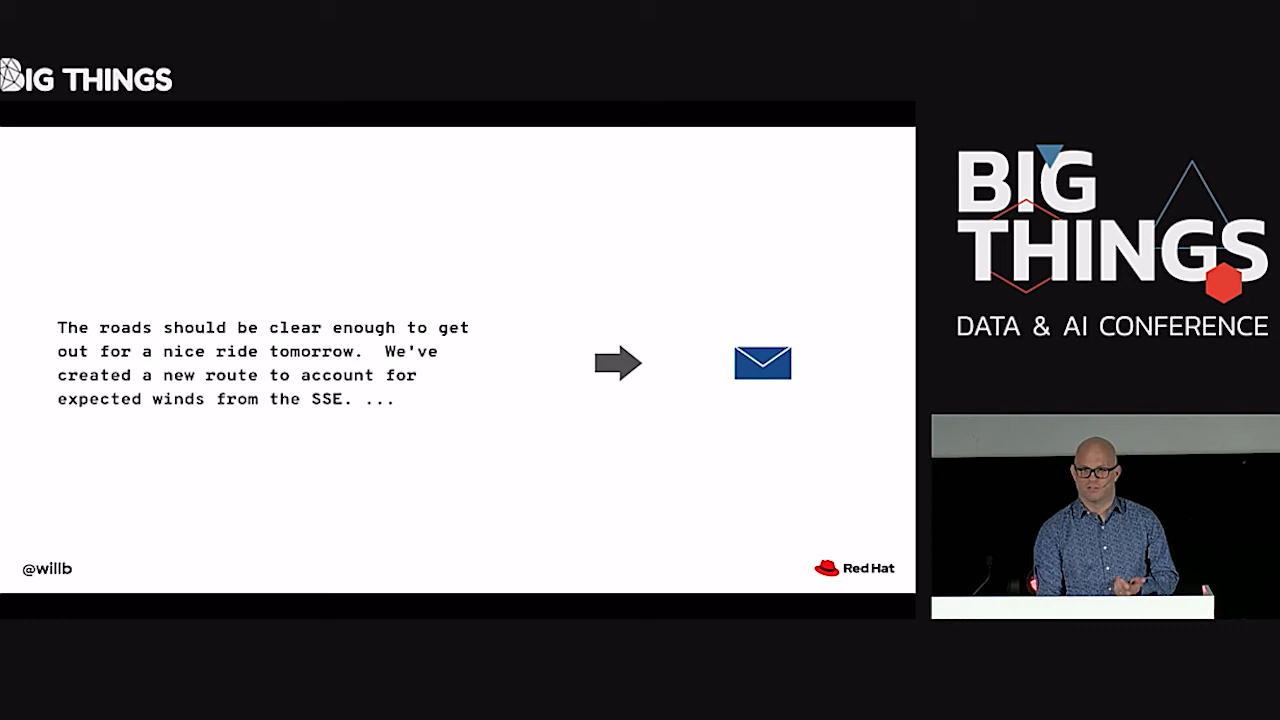 BIG THINGS
The roads should be clear enough to get
out for a nice ride tomorrow.  We've
created a new route to account for
expected winds from the SSE. ...
@willb
Red Hat
BIG
THINGS
DATA & AI CONFERENCE